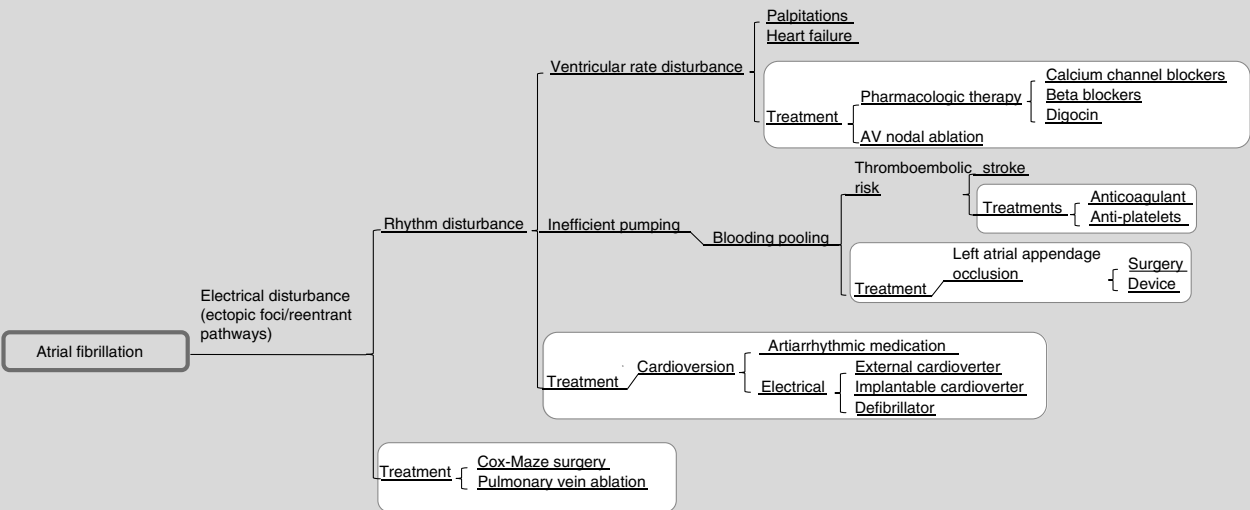 Palpitations
Heart failure
Ventricular rate disturbance
Calcium channel blockers
Pharmacologic therapy
Beta blockers
Treatment
Digocin
AV nodal ablation
Thromboembolic
risk
stroke
Treatments
Anticoagulant
Anti-platelets
Rhythm disturbance
Inefficient pumping
Blooding pooling
Left atrial appendage
occlusion
Surgery
Device
Treatment
Electrical disturbance
(ectopic foci/reentrant
pathways)
Atrial fibrillation
Artiarrhythmic medication
Cardioversion
Treatment
External cardioverter
Electrical
Implantable cardioverter
Defibrillator
Cox-Maze surgery
Treatment
Pulmonary vein ablation